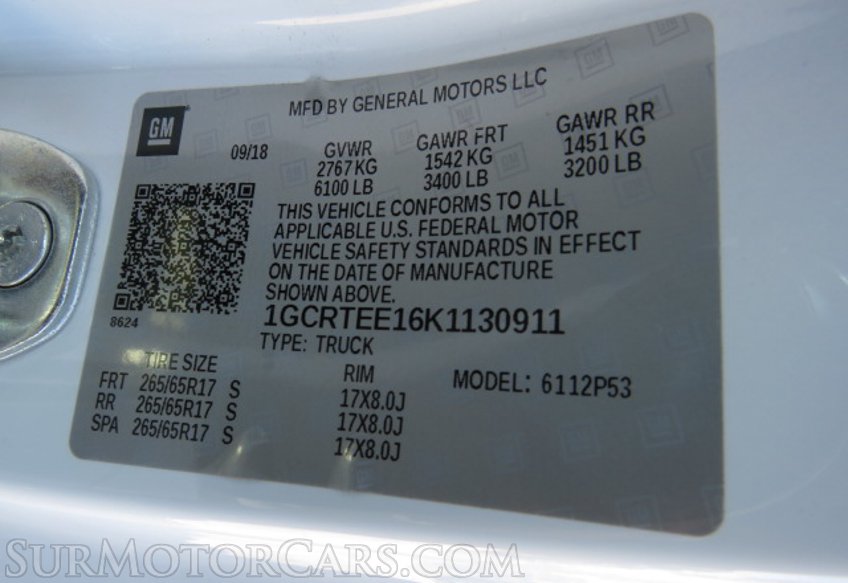 GM
MFD BY GENERAL MOTORS LLC
09/18 GVWR GAWR FRT GAWR RR
2767 KG 1542 KG 1451 KG
6100 LB 3400 LB 3200 LB
THIS VEHICLE CONFORMS TO ALL
APPLICABLE U.S. FEDERAL MOTOR
VEHICLE SAFETY STANDARDS IN EFFECT
ON THE DATE OF MANUFACTURE
SHOWN ABOVE.
8624
1GCRTEE16K1130911
TYPE: TRUCK
TIRE SIZE RIM MODEL: 6112P53
FRT 265/65R17 S 17X8.0J
RR 265/65R17 S 17X8.0J
SPA 265/65R17 S 17X8.0J
SURMOTORCARS.COM